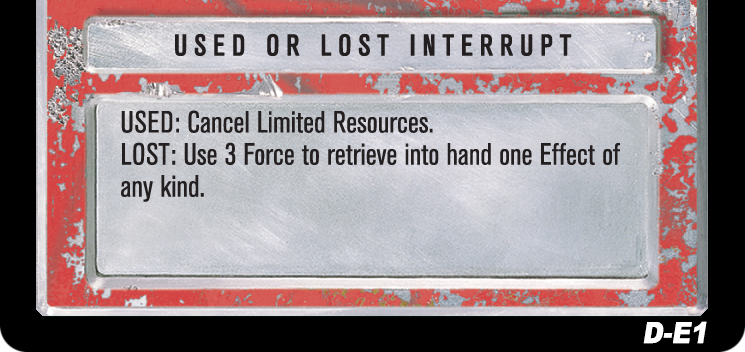 USED OR LOST INTERRUPT
USED: Cancel Limited Resources.
LOST: Use 3 Force to retrieve into hand one Effect of
any kind.
D-E1